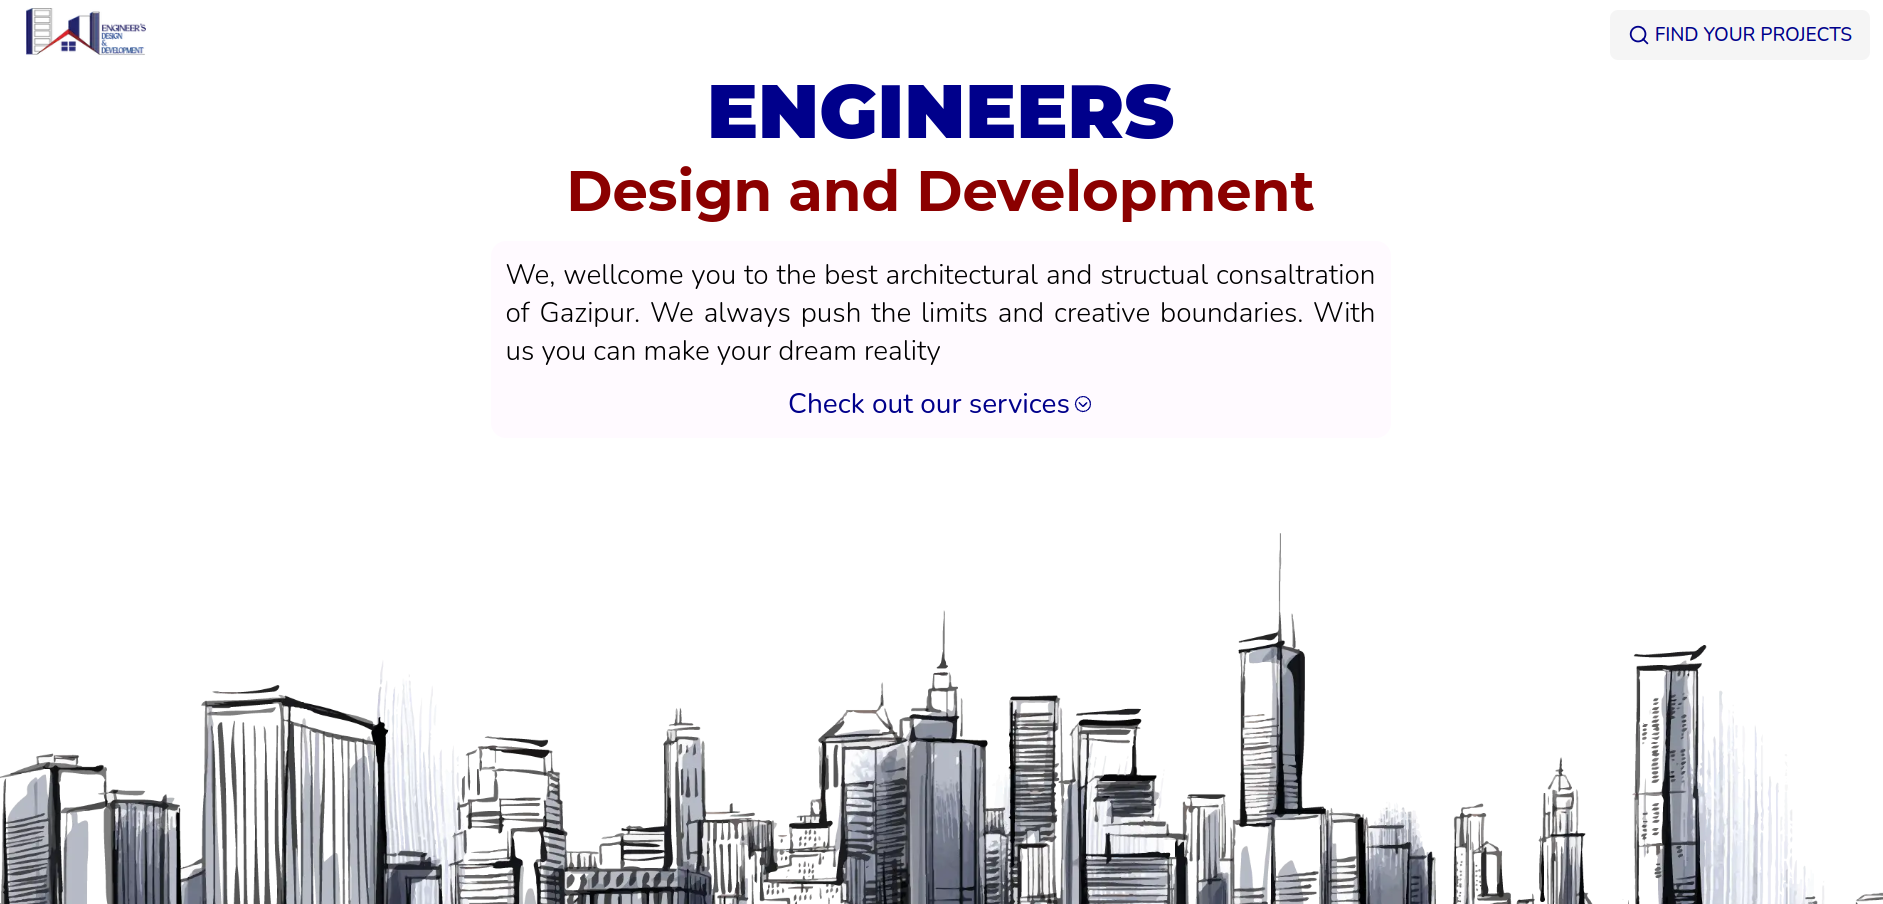 ENGINEER'S
DESIGN
&
DEVELOPMENT
FIND YOUR PROJECTS
ENGINEERS
Design and Development
We, wellcome you to the best architectural and structual consaltration
of Gazipur. We always push the limits and creative boundaries. With
us you can make your dream reality
Check out our services